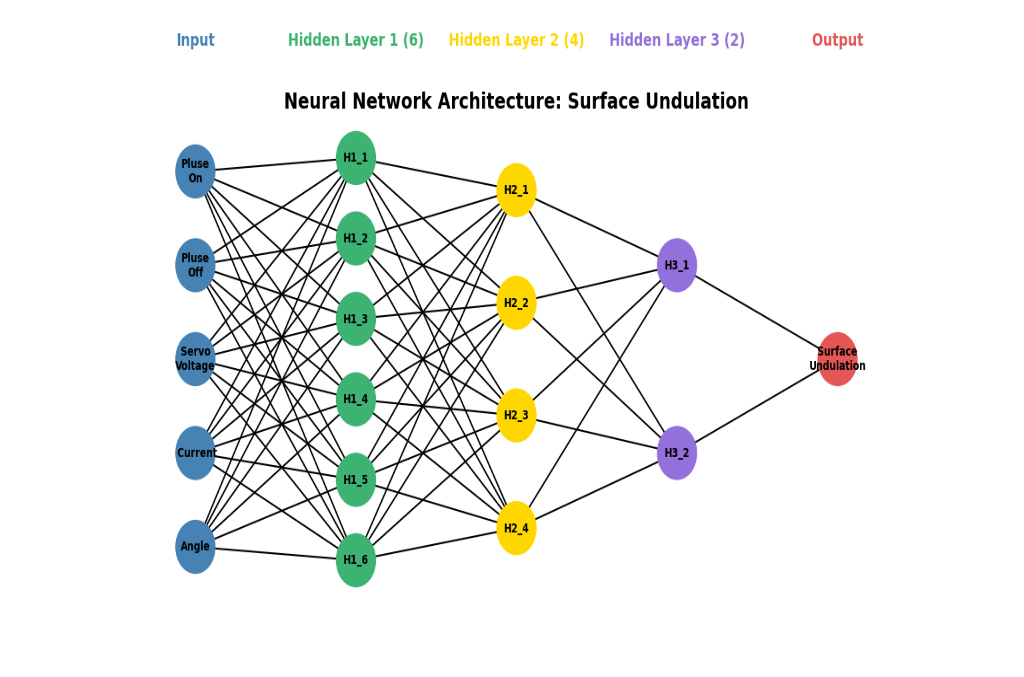 Input
Hidden Layer 1 (6)
Hidden Layer 2 (4)
Hidden Layer 3 (2)
Output
Neural Network Architecture: Surface Undulation
Pluse
On
Pluse
Off
Servo
Voltage
Current
Angle
H1_1
H1_2
H1_3
H1_4
H1_5
H1_6
H2_1
H2_2
H2_3
H2_4
H3_1
H3_2
Surface
Undulation